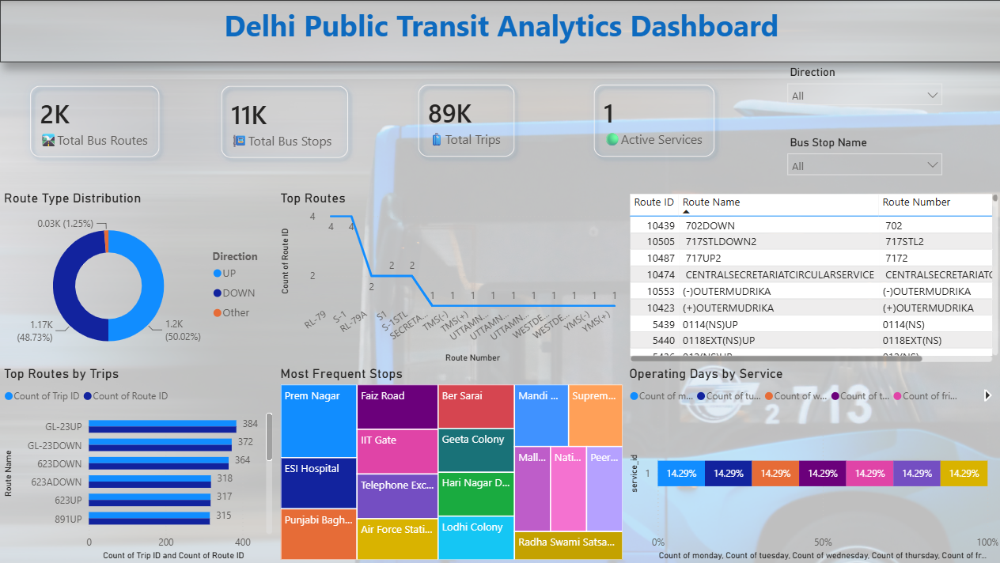 Delhi Public Transit Analytics Dashboard
2K
Total Bus Routes
11K
Total Bus Stops
89K
Total Trips
1
Active Services
Direction
All
Bus Stop Name
All
Route Type Distribution
0.03K (1.25%)
1.17K
(48.73%)
1.2K
(50.02%)
Direction
UP
DOWN
Other
Top Routes
Count of Route ID
4
2
4 4 2 2 2 1 1 1 1 1 1 1 1 1 1
RL-79 S-1 RL-79A S1 S-1STL SECRETA... TMS(-) TMS(+) UTTAMN... UTTAMN... UTTAMN... WESTDE... WESTDE... YMS(-) YMS(+)
Route Number
Route ID Route Name Route Number
10439 702DOWN 702
10505 717STLDOWN2 717STL2
10487 717UP2 7172
10474 CENTRALSECRETARIATCIRCULARSERVICE CENTRALSECRETARIATC
10553 (-)OUTERMUDRIKA (-)OUTERMUDRIKA
10423 (+)OUTERMUDRIKA (+)OUTERMUDRIKA
5439 0114(NS)UP 0114(NS)
5440 0118EXT(NS)UP 0118EXT(NS)
Top Routes by Trips
Count of Trip ID Count of Route ID
Route Name
GL-23UP 384
GL-23DOWN 372
623DOWN 364
623ADOWN 318
623UP 317
891UP 315
0 200 400
Count of Trip ID and Count of Route ID
Most Frequent Stops
Prem Nagar
ESI Hospital
Punjabi Bagh...
Faiz Road
IIT Gate
Telephone Exc...
Air Force Stati...
Ber Sarai
Geeta Colony
Hari Nagar D...
Lodhi Colony
Mandi ...
Suprem...
Mall...
Nati...
Peer...
Radha Swami Satsa...
Operating Days by Service
Count of m... Count of tu... Count of w... Count of t... Count of fri...
2 713
service_id
1
14.29% 14.29% 14.29% 14.29% 14.29% 14.29% 14.29%
0% 50% 100%
Count of monday, Count of tuesday, Count of wednesday, Count of thursday, Count of fr...